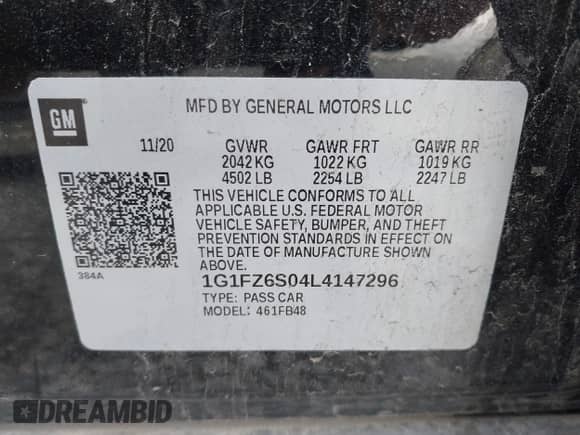 GM
MFD BY GENERAL MOTORS LLC
11/20 GVWR GAWR FRT GAWR RR
2042 KG 1022 KG 1019 KG
4502 LB 2254 LB 2247 LB
THIS VEHICLE CONFORMS TO ALL
APPLICABLE U.S. FEDERAL MOTOR
VEHICLE SAFETY, BUMPER, AND THEFT
PREVENTION STANDARDS IN EFFECT ON
THE DATE OF MANUFACTURE SHOWN
ABOVE.
384A
1G1FZ6S04L4147296
TYPE: PASS CAR
MODEL: 461FB48
DREAMBID